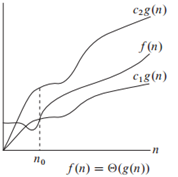 c₂g(n)
f(n)
c₁g(n)
n
n₀
f(n) = Θ(g(n))